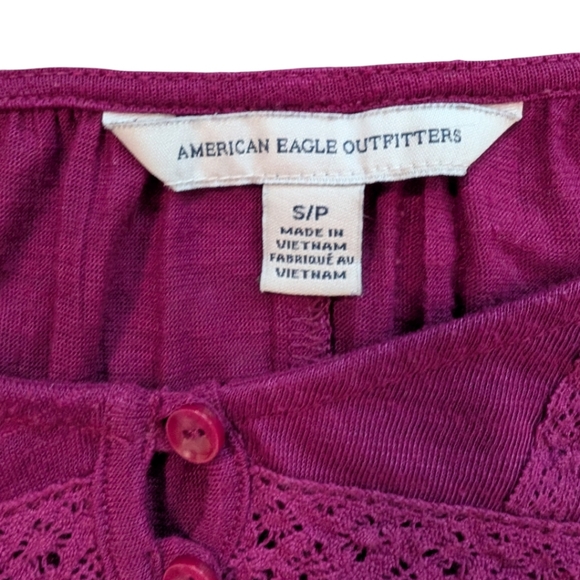 AMERICAN EAGLE OUTFITTERS
S/P
MADE IN
VIETNAM
FABRIQUÉ AU
VIETNAM